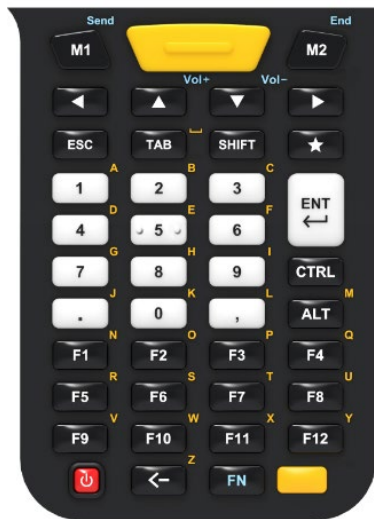 Send End
M1 M2
Vol+ Vol-
ESC TAB SHIFT
A B C
1 2 3 ENT
D E F
4 5 6
G H I
7 8 9 CTRL
J K L M
. 0 , ALT
N O P Q
F1 F2 F3 F4
R S T U
F5 F6 F7 F8
V W X Y
F9 F10 F11 F12
Z
FN